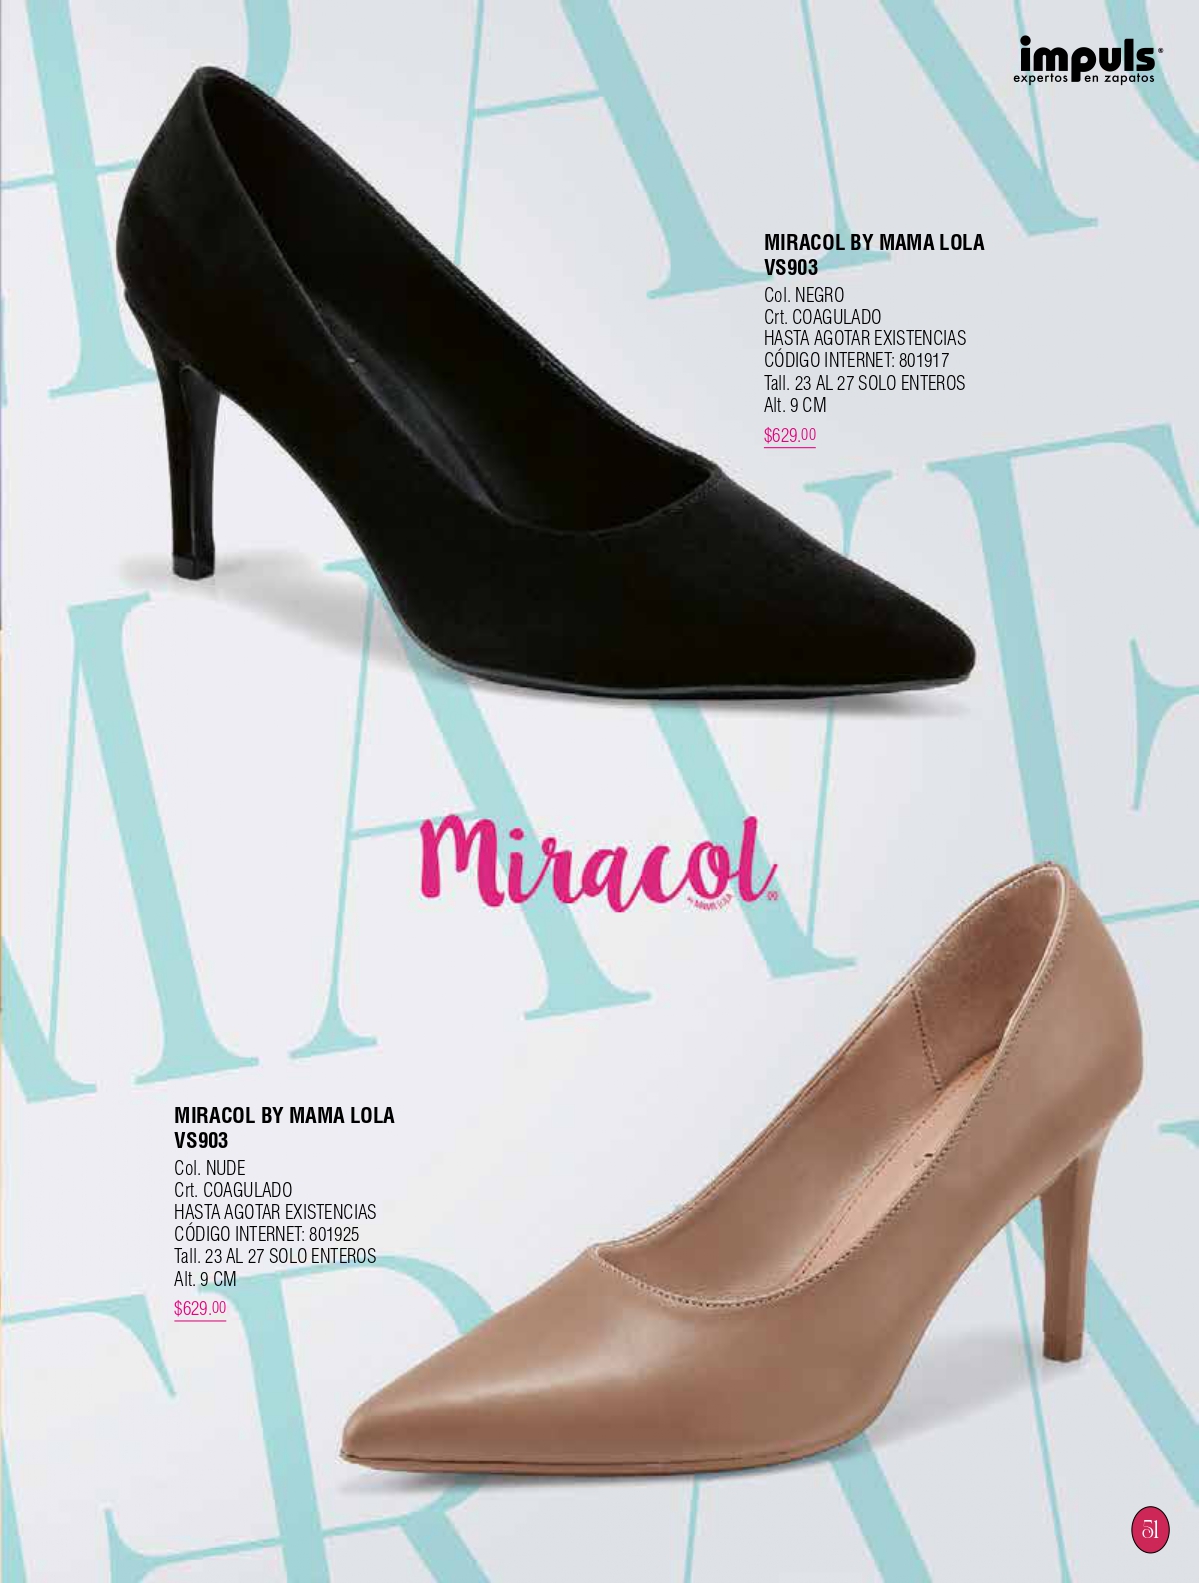 impuls®
expertos en zapatos
MIRACOL BY MAMA LOLA
VS903
Col. NEGRO
Crt. COAGULADO
HASTA AGOTAR EXISTENCIAS
CÓDIGO INTERNET: 801917
Tall. 23 AL 27 SOLO ENTEROS
Alt. 9 CM
$629.00
Miracol®
by MAMA LOLA
MIRACOL BY MAMA LOLA
VS903
Col. NUDE
Crt. COAGULADO
HASTA AGOTAR EXISTENCIAS
CÓDIGO INTERNET: 801925
Tall. 23 AL 27 SOLO ENTEROS
Alt. 9 CM
$629.00
51